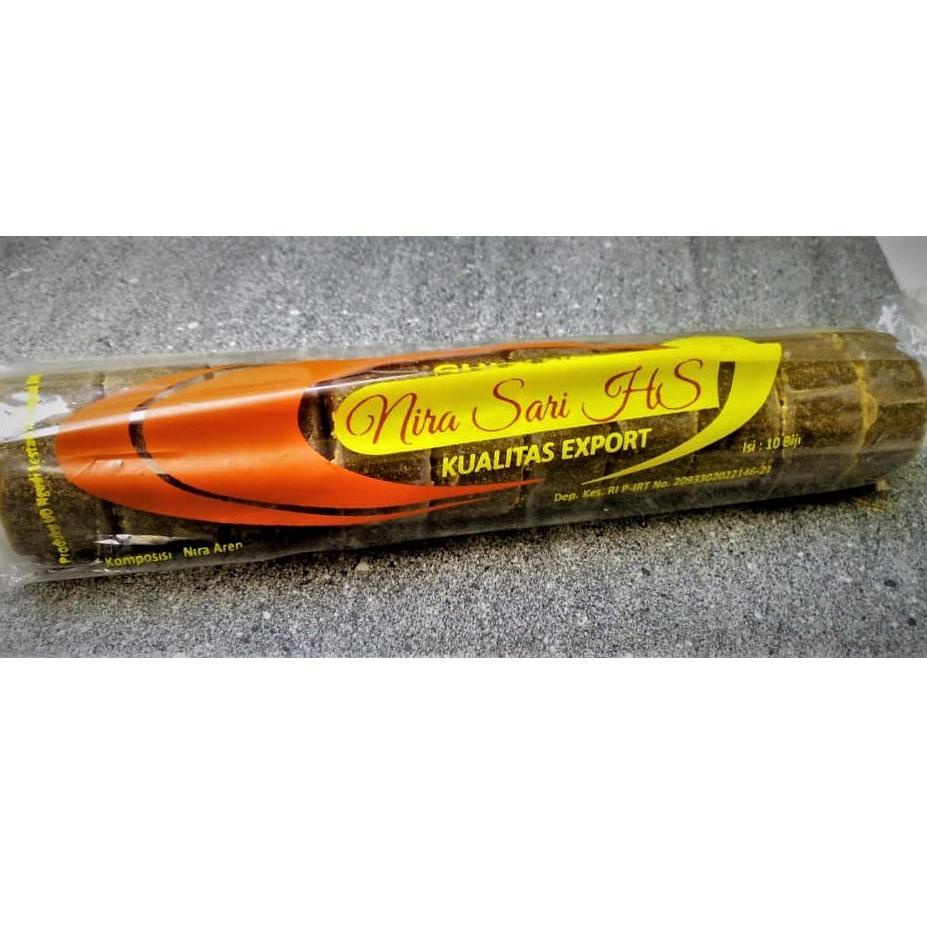 Nira Sari HS
KUALITAS EXPORT
Isi : 10 Biji
Dep. Kes. RI P-IRT No. 2093302022146-21
Komposisi Nira Aren